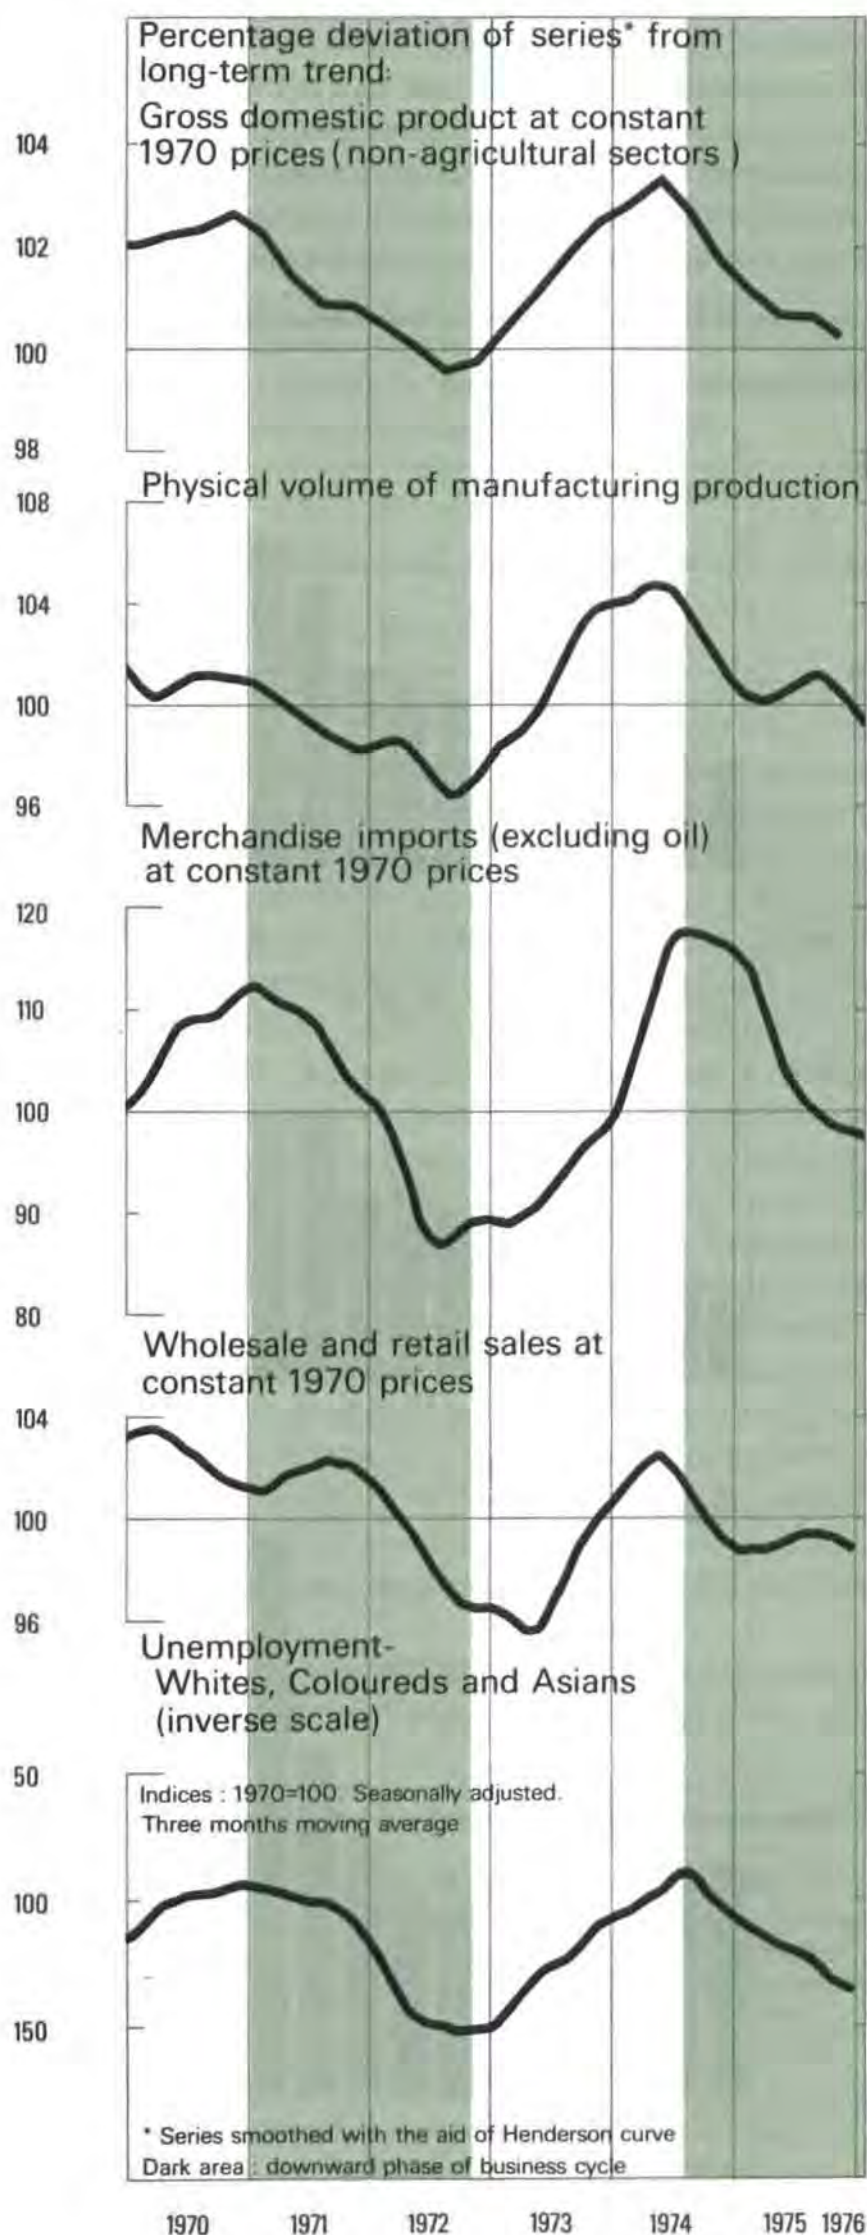 Percentage deviation of series* from
long-term trend:
Gross domestic product at constant
1970 prices (non-agricultural sectors)
104
102
100
98
Physical volume of manufacturing production
108
104
100
96
Merchandise imports (excluding oil)
at constant 1970 prices
120
110
100
90
80
Wholesale and retail sales at
constant 1970 prices
104
100
96
Unemployment-
Whites, Coloureds and Asians
(inverse scale)
50
Indices : 1970=100. Seasonally adjusted.
Three months moving average
100
150
* Series smoothed with the aid of Henderson curve
Dark area : downward phase of business cycle
1970 1971 1972 1973 1974 1975 1976